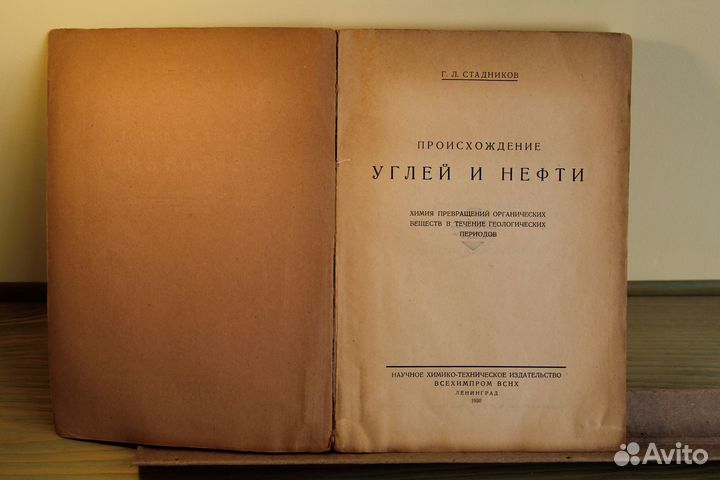 Г. Л. СТАДНИКОВ
ПРОИСХОЖДЕНИЕ
УГЛЕЙ И НЕФТИ
ХИМИЯ ПРЕВРАЩЕНИЙ ОРГАНИЧЕСКИХ
ВЕЩЕСТВ В ТЕЧЕНИЕ ГЕОЛОГИЧЕСКИХ
ПЕРИОДОВ
НАУЧНОЕ ХИМИКО-ТЕХНИЧЕСКОЕ ИЗДАТЕЛЬСТВО
ВСЕХИМПРОМ ВСНХ
ЛЕНИНГРАД
1930
Avito